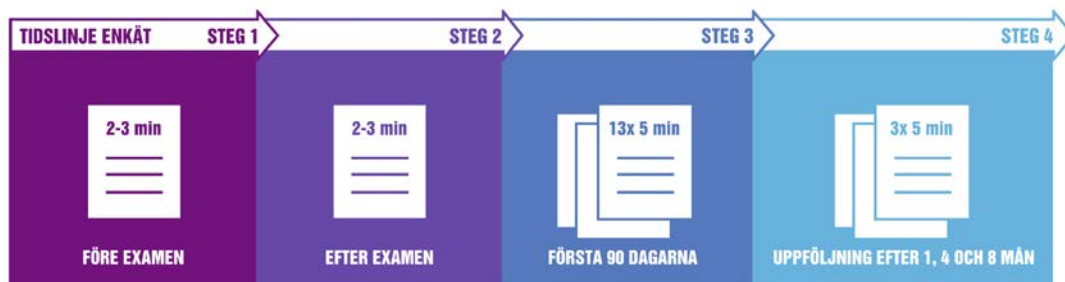 TIDSLINJE ENKÄT STEG 1 STEG 2 STEG 3 STEG 4
2-3 min 2-3 min 13x 5 min 3x 5 min
FÖRE EXAMEN EFTER EXAMEN FÖRSTA 90 DAGARNA UPPFÖLJNING EFTER 1, 4 OCH 8 MÅN